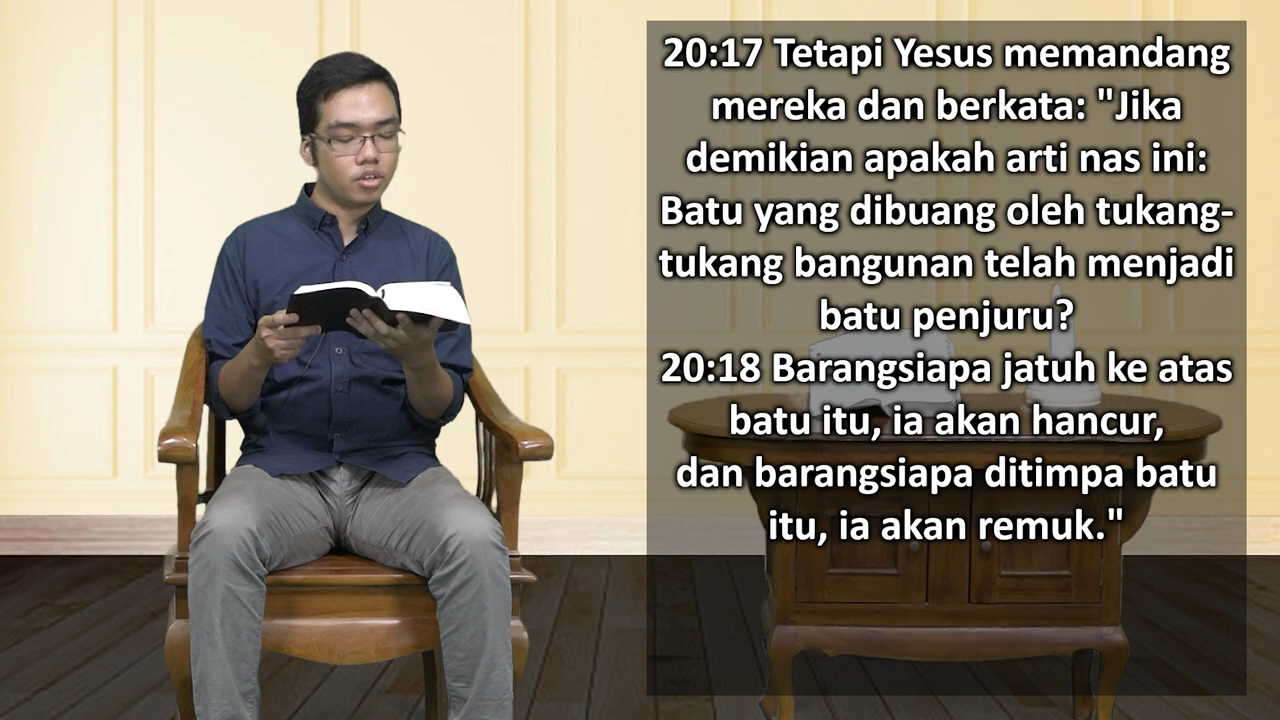 20:17 Tetapi Yesus memandang
mereka dan berkata: "Jika
demikian apakah arti nas ini:
Batu yang dibuang oleh tukang-
tukang bangunan telah menjadi
batu penjuru?
20:18 Barangsiapa jatuh ke atas
batu itu, ia akan hancur,
dan barangsiapa ditimpa batu
itu, ia akan remuk."